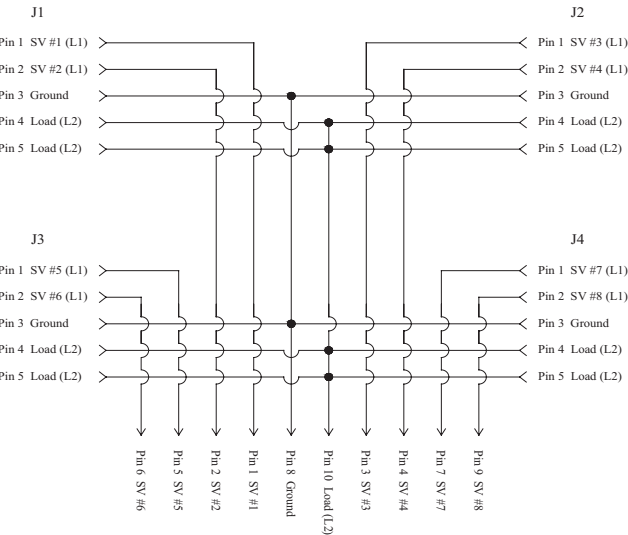 J1
Pin 1 SV #1 (L1)
Pin 2 SV #2 (L1)
Pin 3 Ground
Pin 4 Load (L2)
Pin 5 Load (L2)
J2
Pin 1 SV #3 (L1)
Pin 2 SV #4 (L1)
Pin 3 Ground
Pin 4 Load (L2)
Pin 5 Load (L2)
J3
Pin 1 SV #5 (L1)
Pin 2 SV #6 (L1)
Pin 3 Ground
Pin 4 Load (L2)
Pin 5 Load (L2)
J4
Pin 1 SV #7 (L1)
Pin 2 SV #8 (L1)
Pin 3 Ground
Pin 4 Load (L2)
Pin 5 Load (L2)
Pin 6 SV #6
Pin 5 SV #5
Pin 2 SV #2
Pin 1 SV #1
Pin 8 Ground
Pin 10 Load (L2)
Pin 3 SV #3
Pin 4 SV #4
Pin 7 SV #7
Pin 9 SV #8